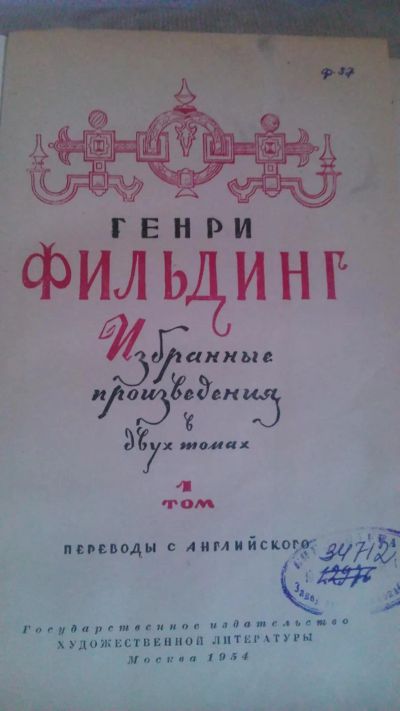 Ф 37
ГЕНРИ
ФИЛЬДИНГ
Избранные
произведения
в
двух томах
1
ТОМ
ПЕРЕВОДЫ С АНГЛИЙСКОГО
34712
Государственное издательство
ХУДОЖЕСТВЕННОЙ ЛИТЕРАТУРЫ
Москва 1954